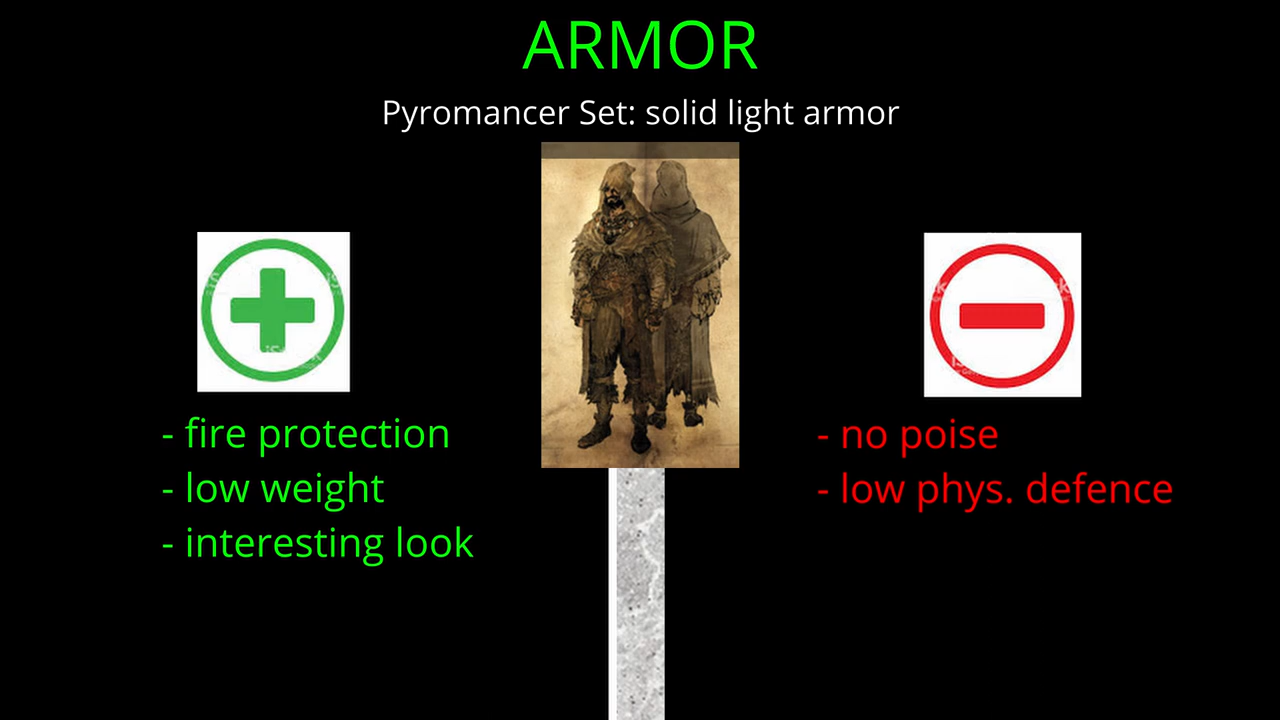 ARMOR
Pyromancer Set: solid light armor
- fire protection
- low weight
- interesting look
- no poise
- low phys. defence